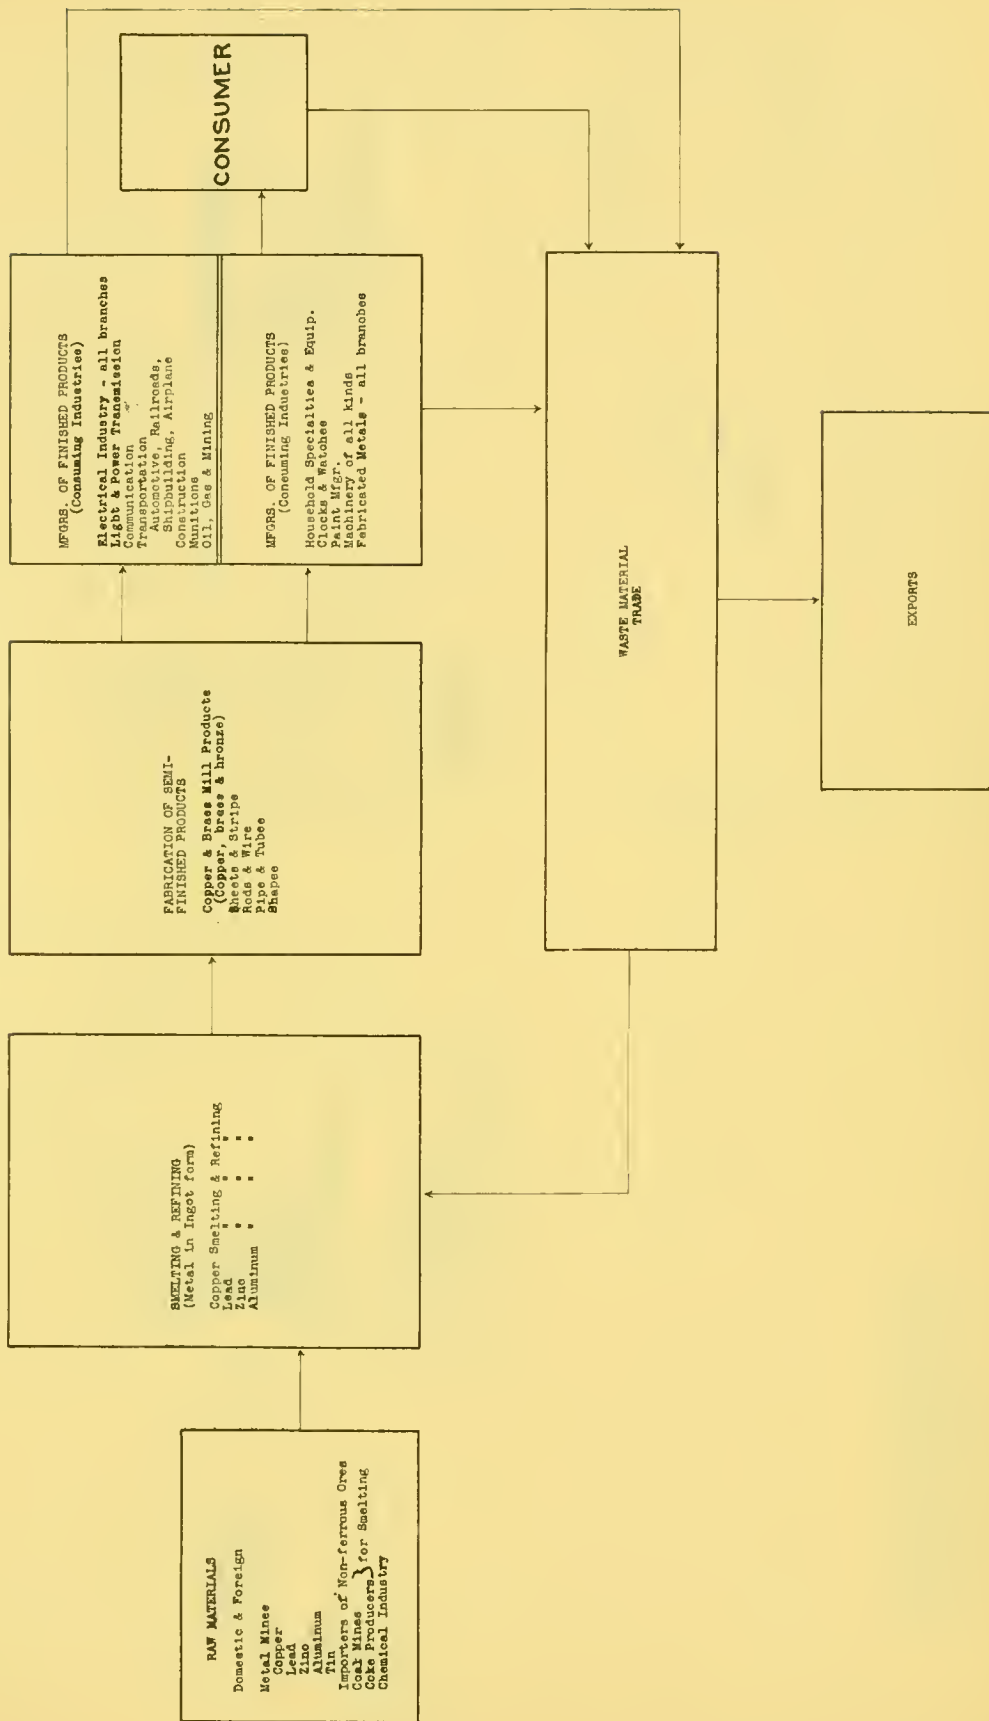 RAW MATERIALS
Domestic & Foreign
Metal Mines
Copper
Lead
Zinc
Aluminum
Tin
Importers of Non-ferrous Ores
Coal Mines } for Smelting
Coke Producers
Chemical Industry
SMELTING & REFINING
(Metal in Ingot form)
Copper Smelting & Refining
Lead " " "
Zinc " " "
Aluminum " " "
FABRICATION OF SEMI-
FINISHED PRODUCTS
Copper & Brass Mill Products
(Copper, brass & bronze)
Sheets & Strips
Rods & Wire
Pipe & Tubes
Shapes
MFGRS. OF FINISHED PRODUCTS
(Consuming Industries)
Electrical Industry - all branches
Light & Power Transmission
Communication
Transportation
Automotive, Railroads,
Shipbuilding, Airplane
Construction
Munitions
Oil, Gas & Mining
MFGRS. OF FINISHED PRODUCTS
(Consuming Industries)
Household Specialties & Equip.
Clocks & Watches
Paint Mfgr.
Machinery of all kinds
Fabricated Metals - all branches
CONSUMER
WASTE MATERIAL
TRADE
EXPORTS